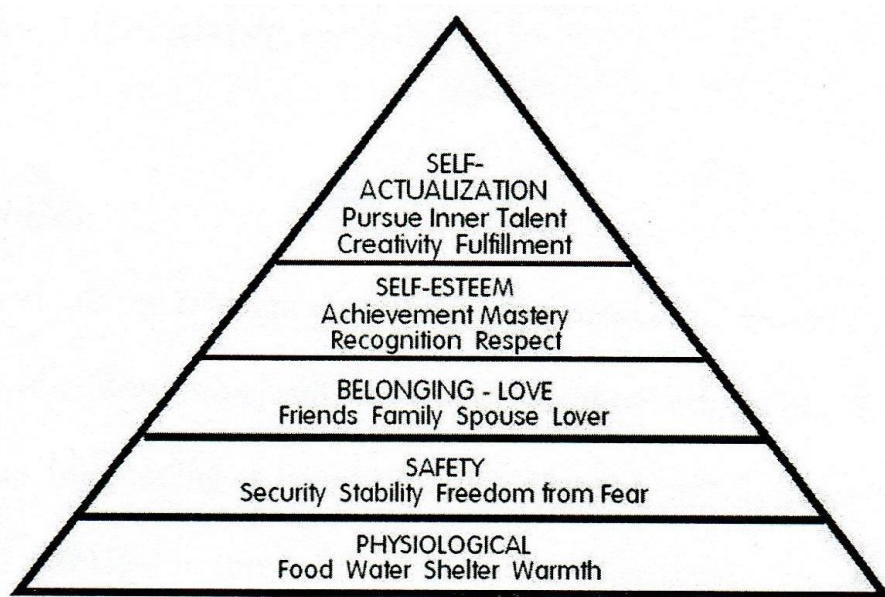 SELF-
ACTUALIZATION
Pursue Inner Talent
Creativity Fulfillment
SELF-ESTEEM
Achievement Mastery
Recognition Respect
BELONGING - LOVE
Friends Family Spouse Lover
SAFETY
Security Stability Freedom from Fear
PHYSIOLOGICAL
Food Water Shelter Warmth